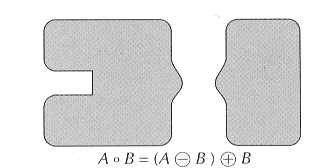 A ∘ B = (A ⊖ B) ⊕ B